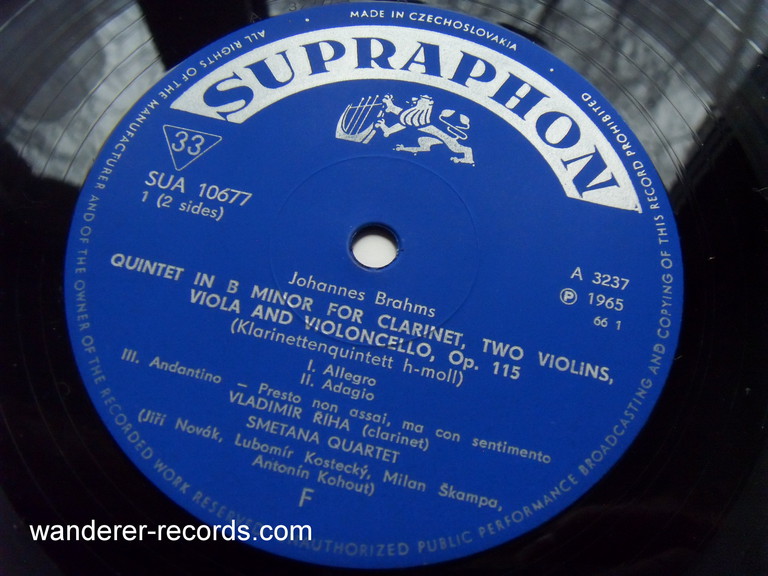 MADE IN CZECHOSLOVAKIA
SUPRAPHON
33
SUA 10677
1 (2 sides)
A 3237
Ⓟ 1965
66 1
Johannes Brahms
QUINTET IN B MINOR FOR CLARINET, TWO VIOLINS,
VIOLA AND VIOLONCELLO, Op. 115
(Klarinettenquintett h-moll)
I. Allegro
II. Adagio
III. Andantino – Presto non assai, ma con sentimento
VLADIMÍR ŘÍHA (clarinet)
SMETANA QUARTET
(Jiří Novák, Lubomír Kostecký, Milan Škampa,
Antonín Kohout)
F
ALL RIGHTS OF THE MANUFACTURER AND OF THE OWNER OF THE RECORDED WORK RESERVED UNAUTHORIZED PUBLIC PERFORMANCE BROADCASTING AND COPYING OF THIS RECORD PROHIBITED
wanderer-records.com